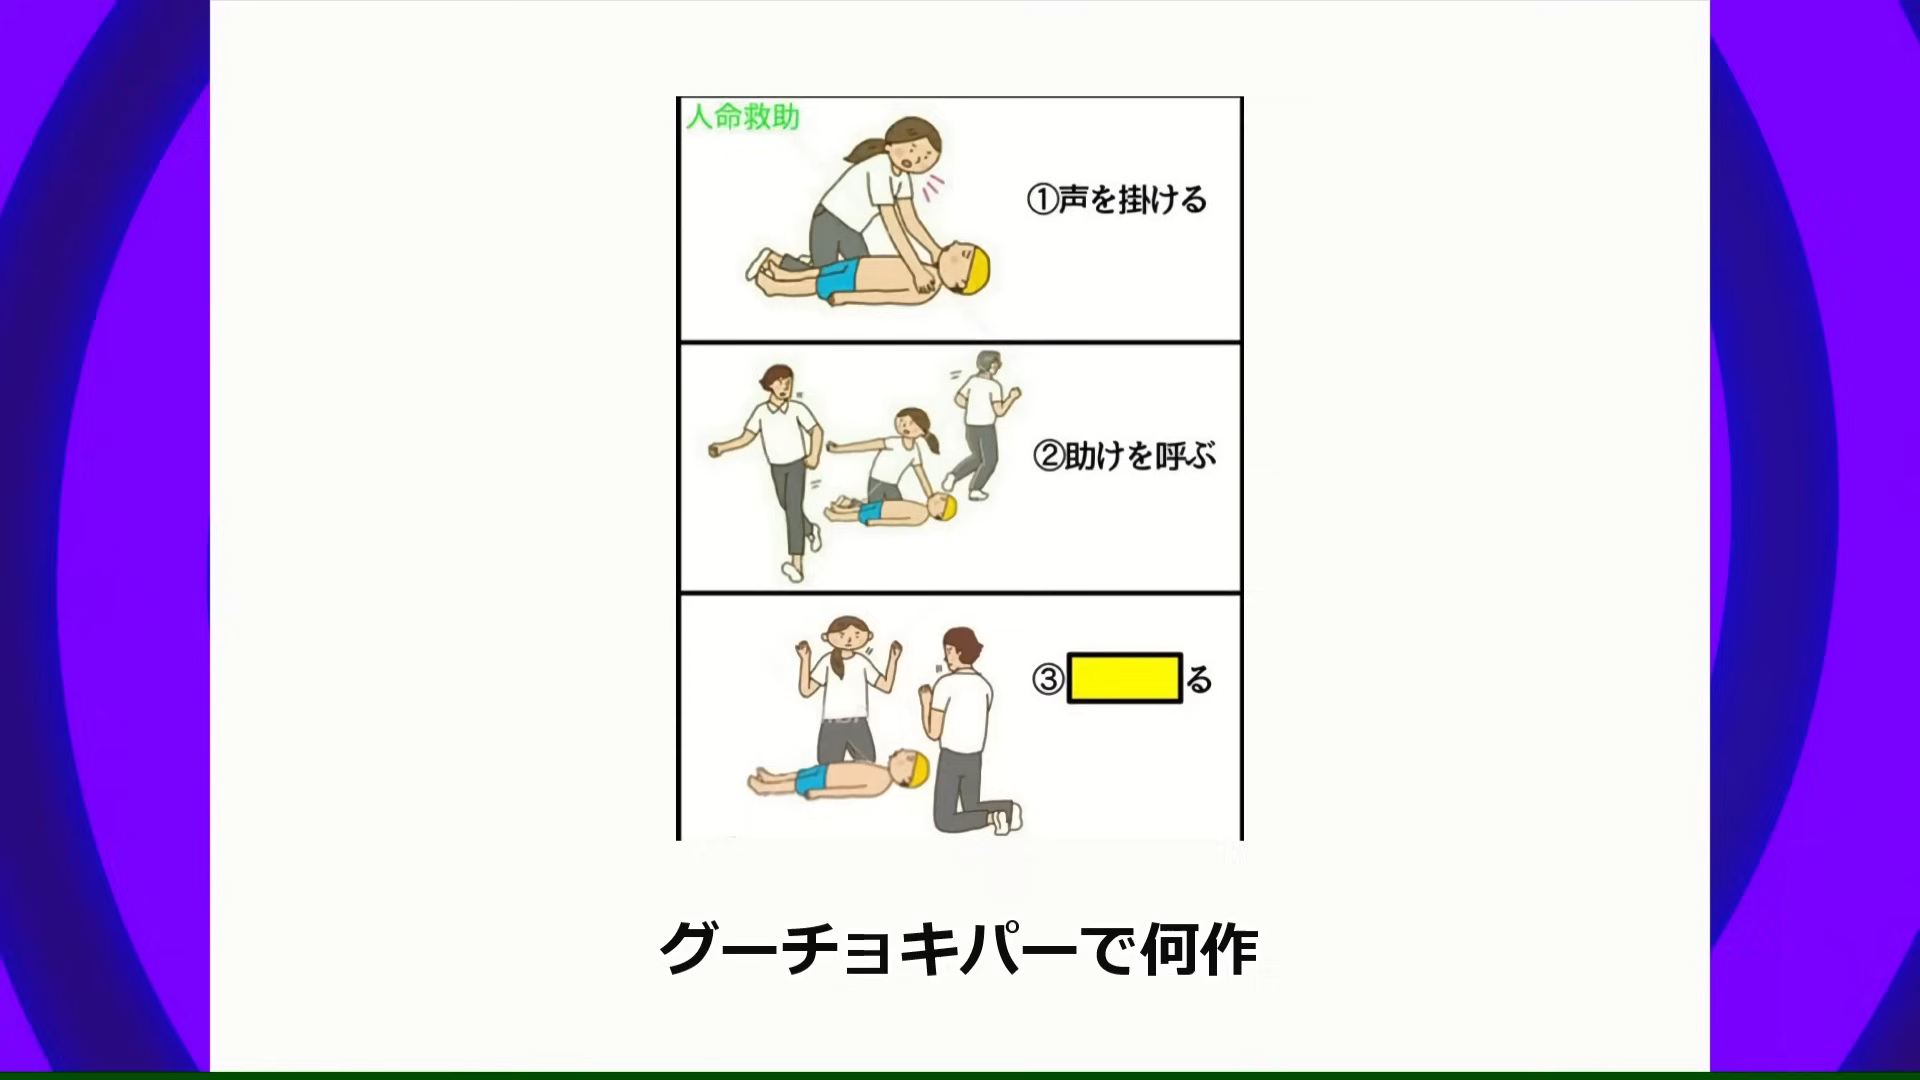 人命救助
①声を掛ける
②助けを呼ぶ
③ る
グーチョキパーで何作